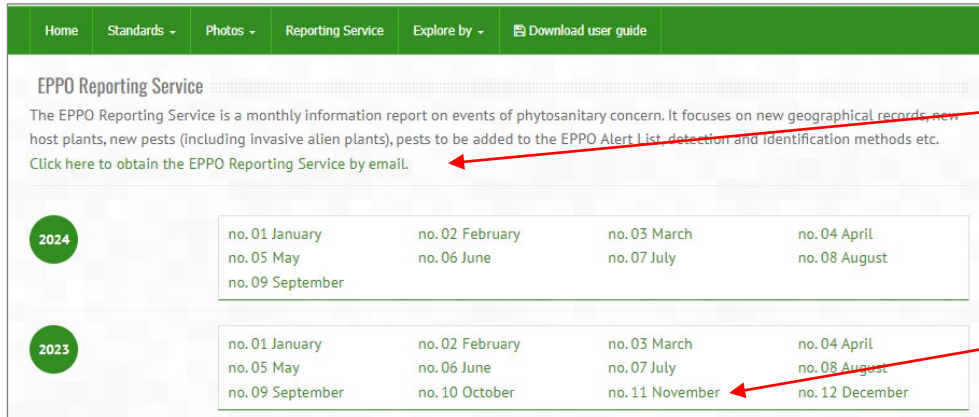 Home Standards Photos Reporting Service Explore by Download user guide
EPPO Reporting Service
The EPPO Reporting Service is a monthly information report on events of phytosanitary concern. It focuses on new geographical records, new
host plants, new pests (including invasive alien plants), pests to be added to the EPPO Alert List, detection and identification methods etc.
Click here to obtain the EPPO Reporting Service by email.
2024
no. 01 January no. 02 February no. 03 March no. 04 April
no. 05 May no. 06 June no. 07 July no. 08 August
no. 09 September
2023
no. 01 January no. 02 February no. 03 March no. 04 April
no. 05 May no. 06 June no. 07 July no. 08 August
no. 09 September no. 10 October no. 11 November no. 12 December